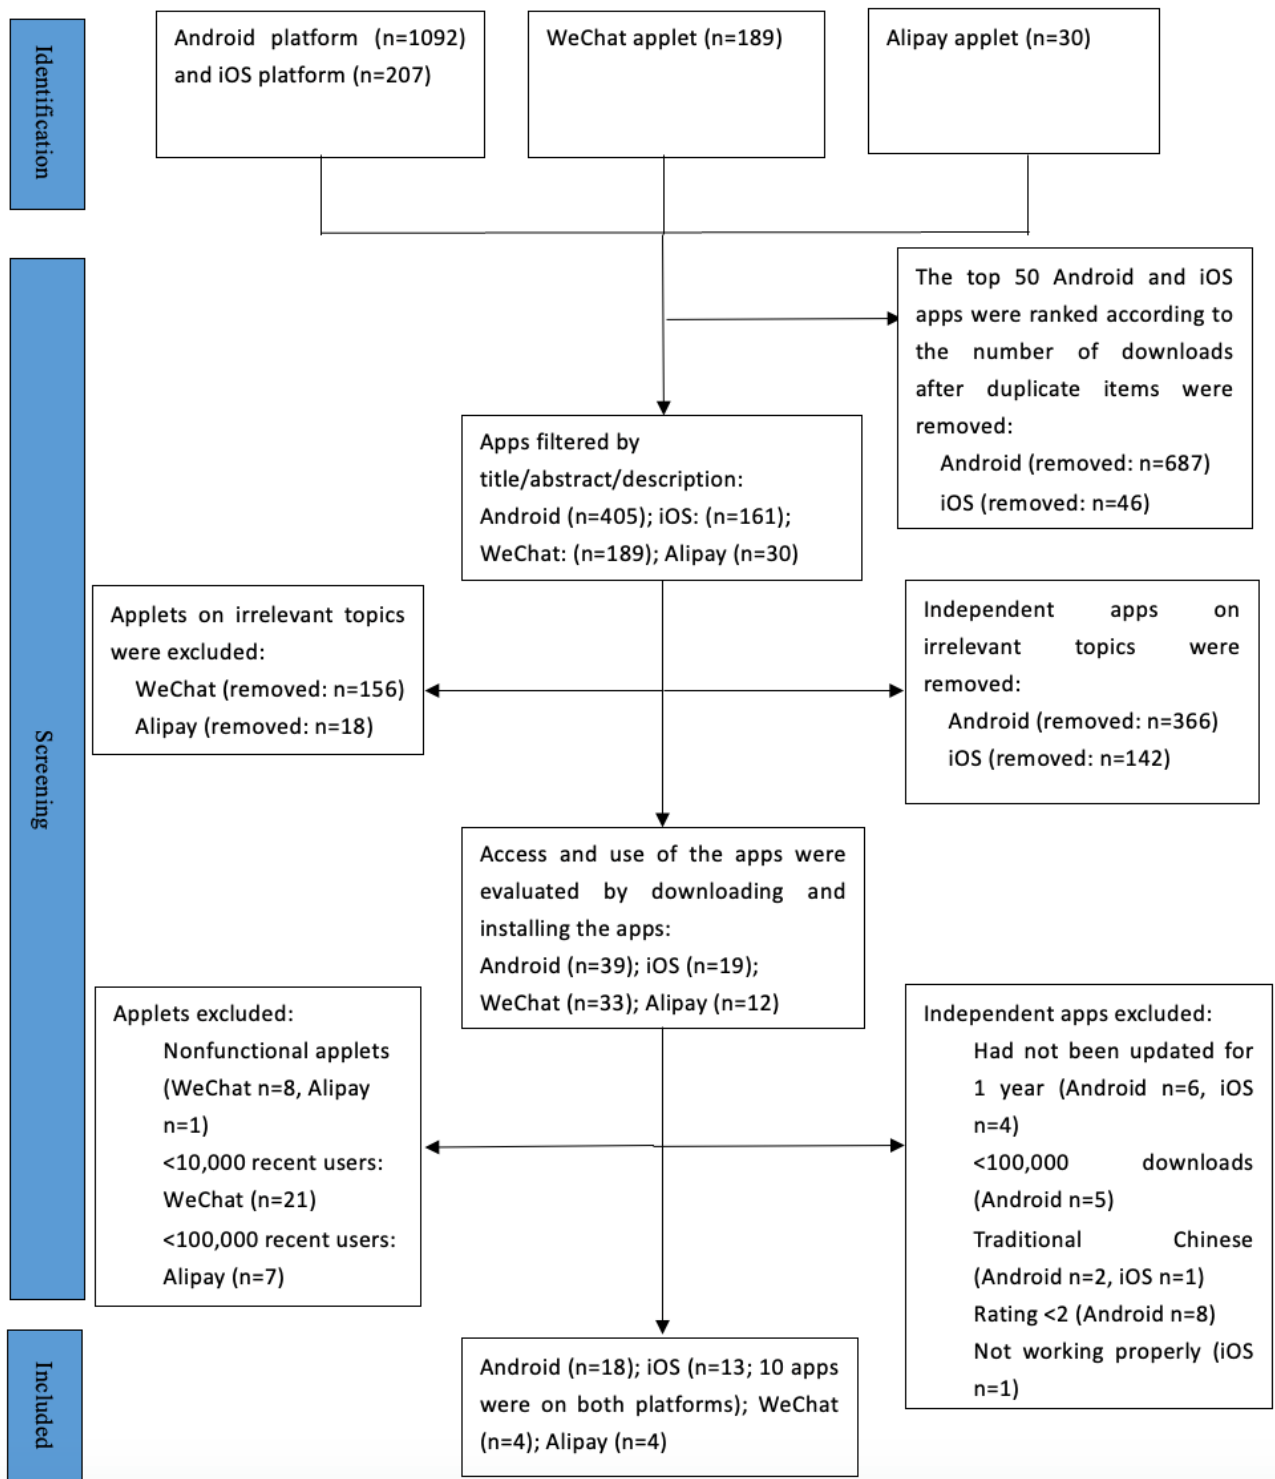 Identification
Android platform (n=1092)
and iOS platform (n=207)
WeChat applet (n=189)
Alipay applet (n=30)
Screening
The top 50 Android and iOS
apps were ranked according to
the number of downloads
after duplicate items were
removed:
Android (removed: n=687)
iOS (removed: n=46)
Apps filtered by
title/abstract/description:
Android (n=405); iOS: (n=161);
WeChat: (n=189); Alipay (n=30)
Applets on irrelevant topics
were excluded:
WeChat (removed: n=156)
Alipay (removed: n=18)
Independent apps on
irrelevant topics were
removed:
Android (removed: n=366)
iOS (removed: n=142)
Access and use of the apps were
evaluated by downloading and
installing the apps:
Android (n=39); iOS (n=19);
WeChat (n=33); Alipay (n=12)
Applets excluded:
Nonfunctional applets
(WeChat n=8, Alipay
n=1)
<10,000 recent users:
WeChat (n=21)
<100,000 recent users:
Alipay (n=7)
Independent apps excluded:
Had not been updated for
1 year (Android n=6, iOS
n=4)
<100,000 downloads
(Android n=5)
Traditional Chinese
(Android n=2, iOS n=1)
Rating <2 (Android n=8)
Not working properly (iOS
n=1)
Included
Android (n=18); iOS (n=13; 10 apps
were on both platforms); WeChat
(n=4); Alipay (n=4)